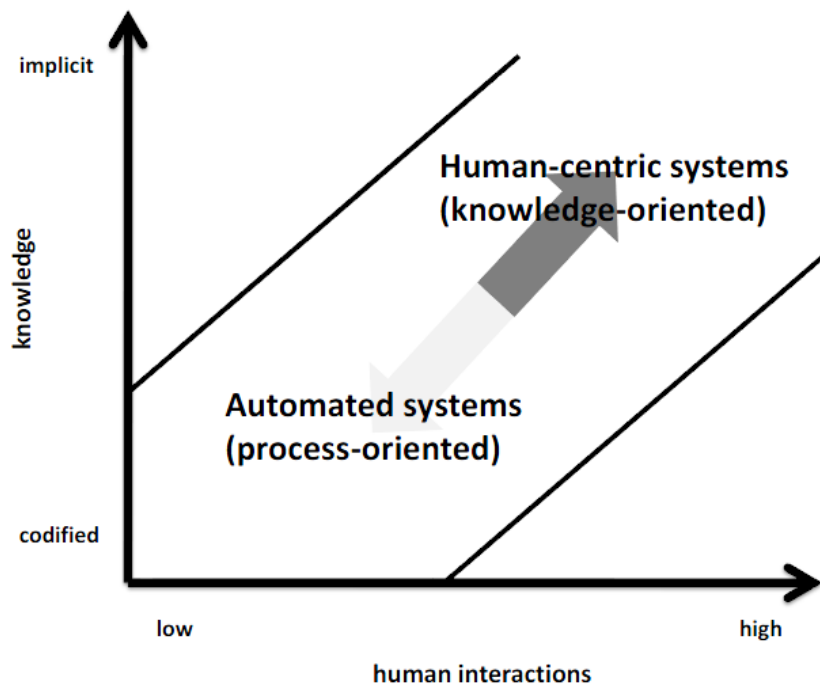 implicit
Human-centric systems
(knowledge-oriented)
knowledge
Automated systems
(process-oriented)
codified
low
high
human interactions